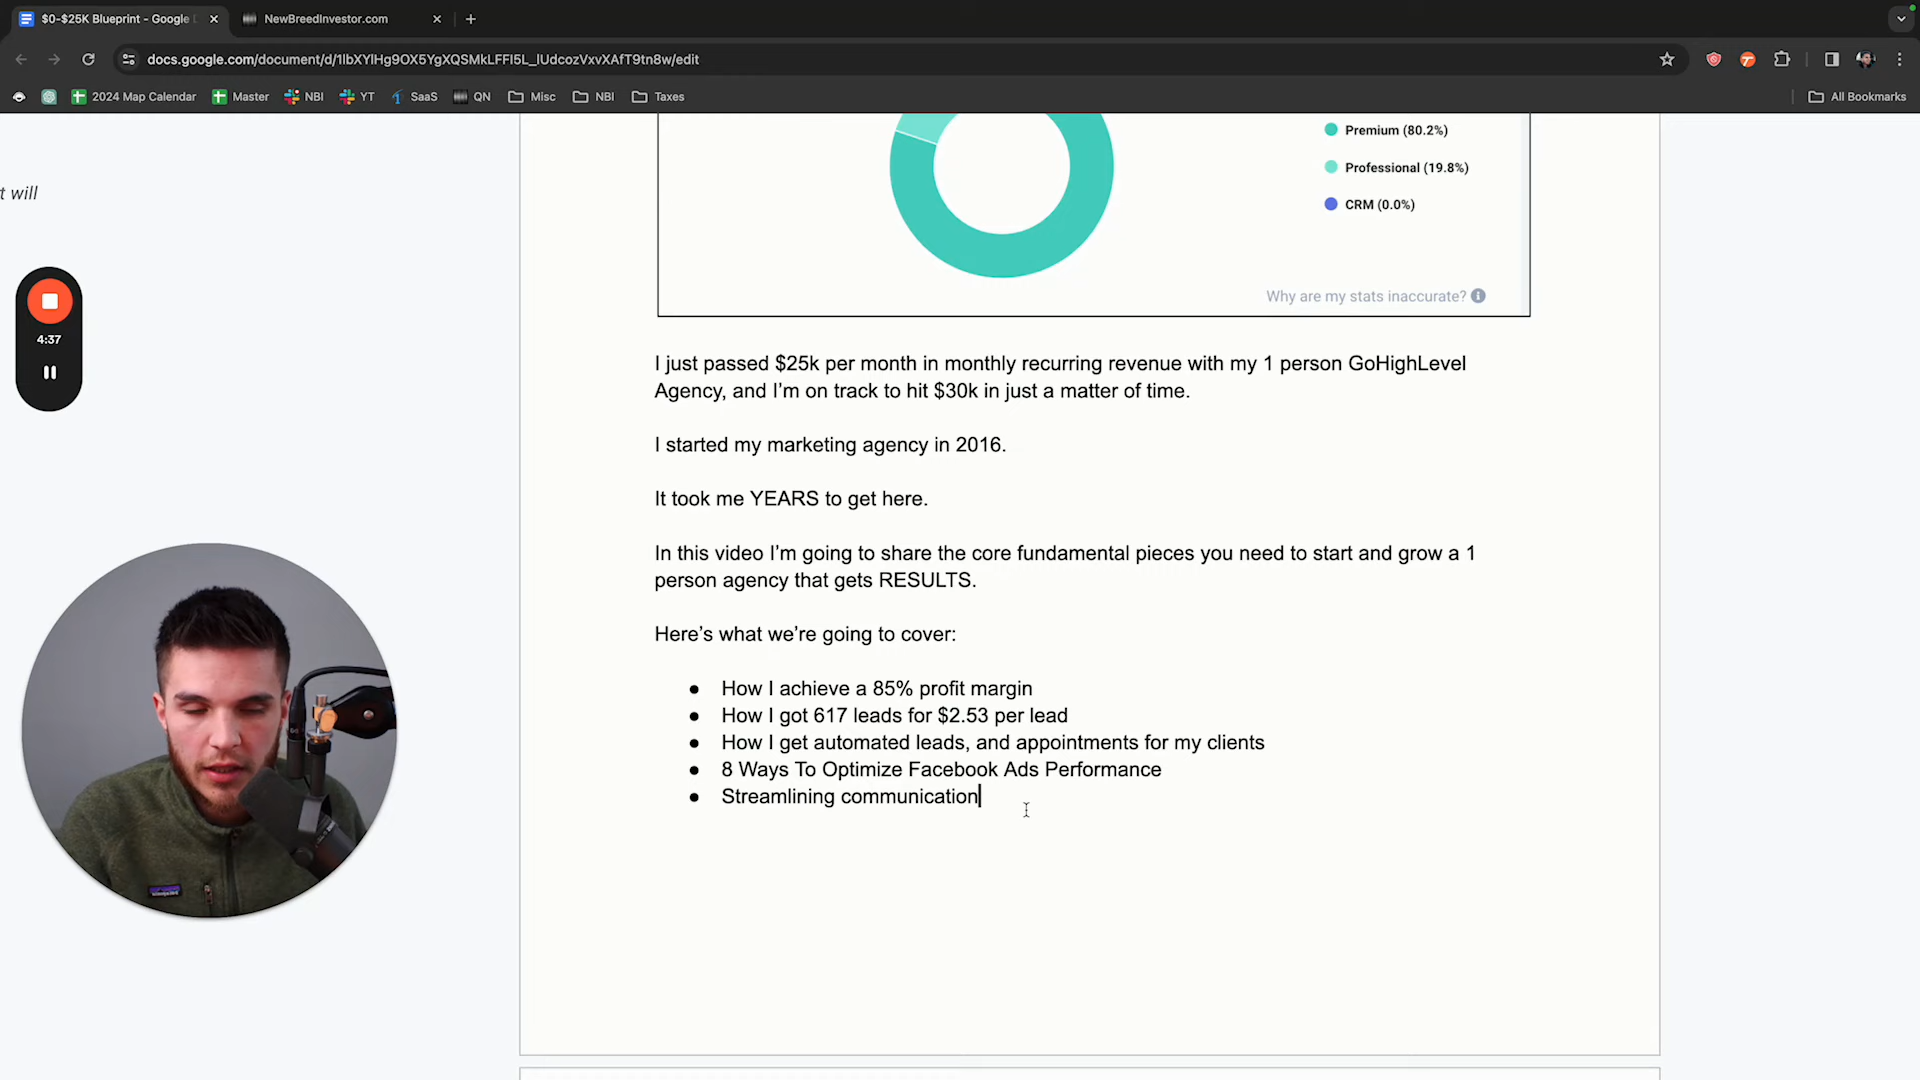 $0-$25K Blueprint - Google
NewBreedInvestor.com
docs.google.com/document/d/1lbXYlHg9OX5YgXQSMkLFFI5L_lUdcozVxvXAfT9tn8w/edit
2024 Map Calendar
Master
NBI
YT
SaaS
QN
Misc
NBI
Taxes
All Bookmarks
t will
4:37
Premium (80.2%)
Professional (19.8%)
CRM (0.0%)
Why are my stats inaccurate?
I just passed $25k per month in monthly recurring revenue with my 1 person GoHighLevel
Agency, and I’m on track to hit $30k in just a matter of time.
I started my marketing agency in 2016.
It took me YEARS to get here.
In this video I’m going to share the core fundamental pieces you need to start and grow a 1
person agency that gets RESULTS.
Here’s what we’re going to cover:
● How I achieve a 85% profit margin
● How I got 617 leads for $2.53 per lead
● How I get automated leads, and appointments for my clients
● 8 Ways To Optimize Facebook Ads Performance
● Streamlining communication